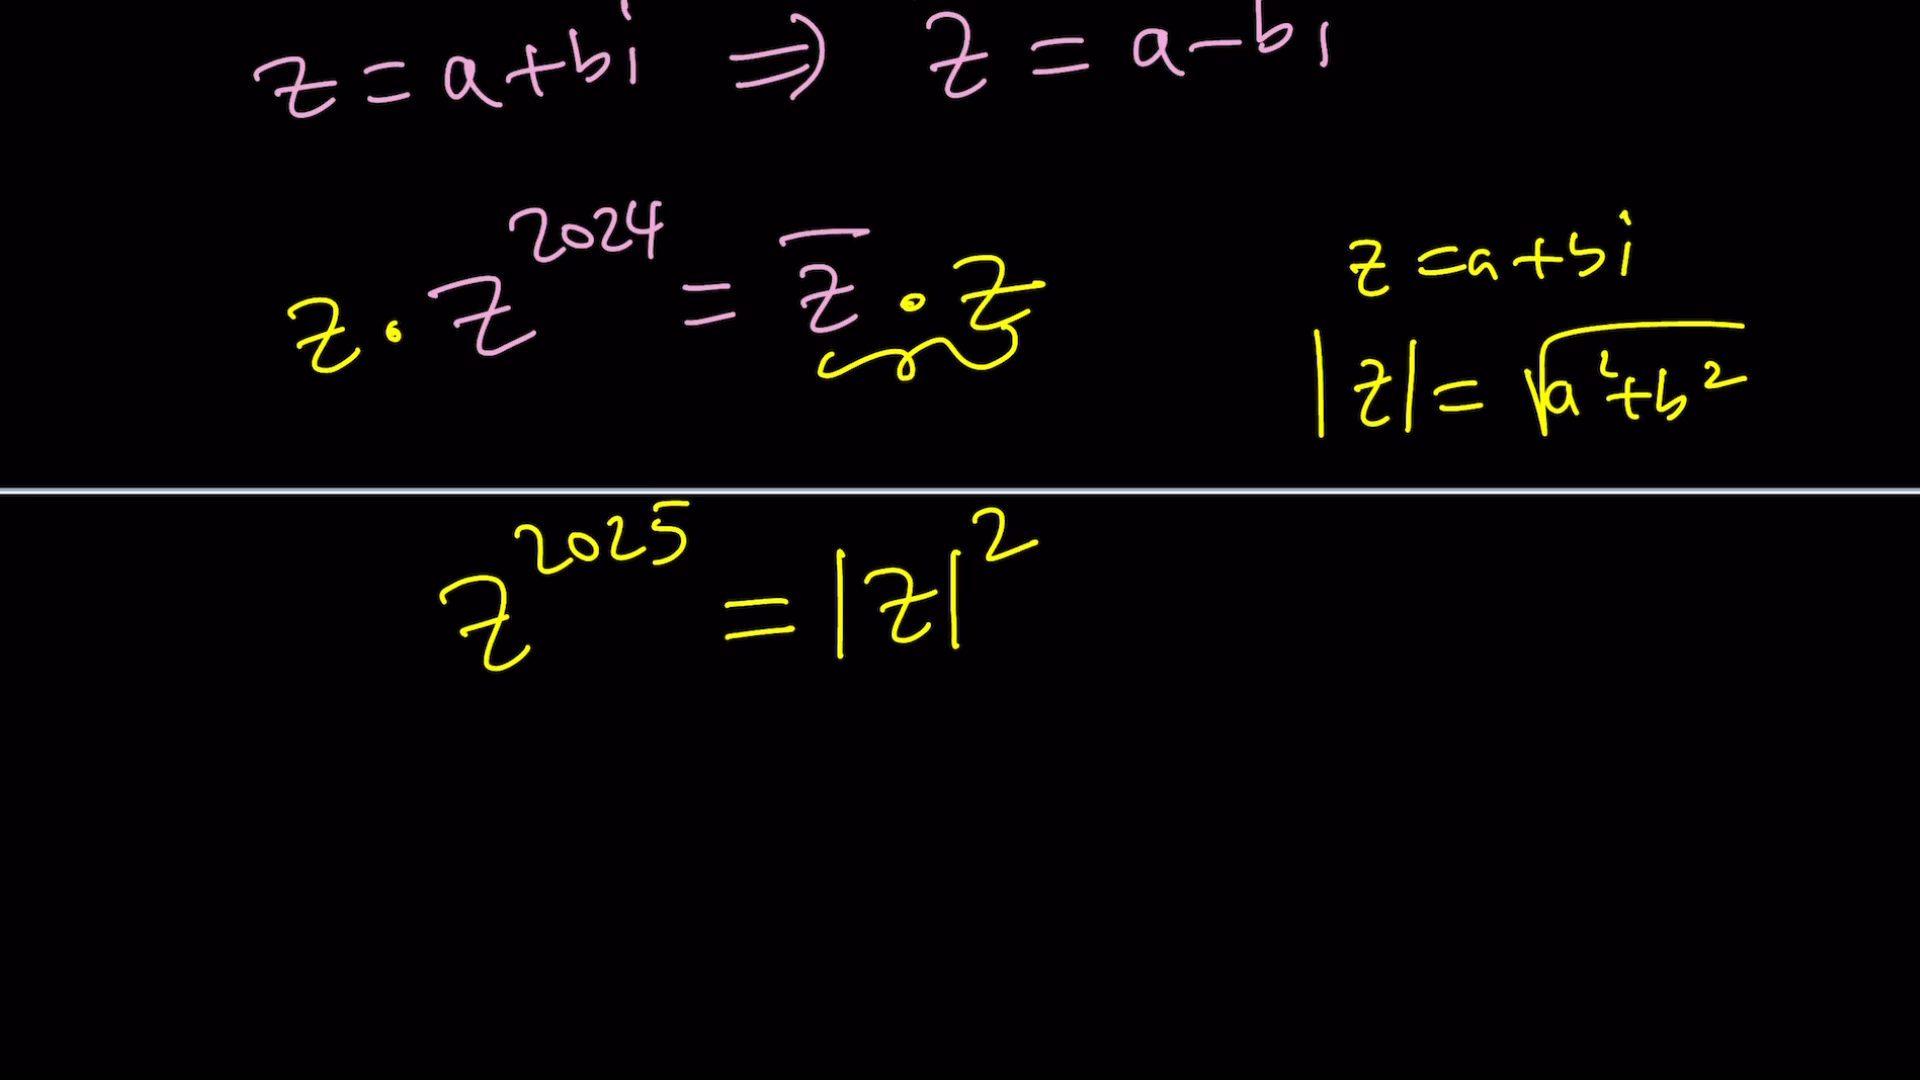 z = a + bi ⇒ z = a - bi
z · z^2024 = z̅ · z
z = a + bi
|z| = √(a² + b²)
z^2025 = |z|²